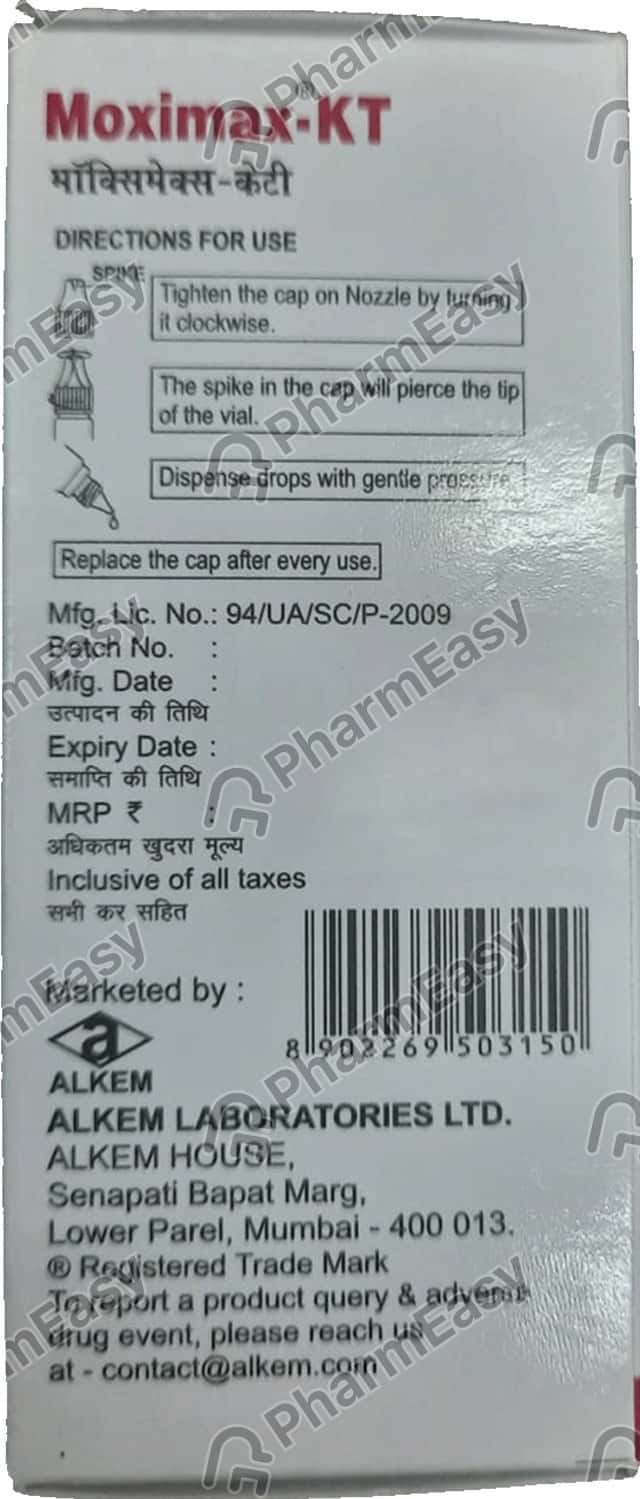 Moximax-KT
®
मॉक्सिमेक्स-केटी
DIRECTIONS FOR USE
SPIKE
Tighten the cap on Nozzle by turning
it clockwise.
The spike in the cap will pierce the tip
of the vial.
Dispense drops with gentle pressure
Replace the cap after every use.
Mfg. Lic. No.: 94/UA/SC/P-2009
Batch No. :
Mfg. Date :
उत्पादन की तिथि
Expiry Date :
समाप्ति की तिथि
MRP ₹ :
अधिकतम खुदरा मूल्य
Inclusive of all taxes
सभी कर सहित
Marketed by :
a
8 902269 503150
ALKEM
ALKEM LABORATORIES LTD.
ALKEM HOUSE,
Senapati Bapat Marg,
Lower Parel, Mumbai - 400 013.
® Registered Trade Mark
To report a product query & adverse
drug event, please reach us
at - contact@alkem.com
PharmEasy
PharmEasy
PharmEasy
PharmEasy
PharmEasy